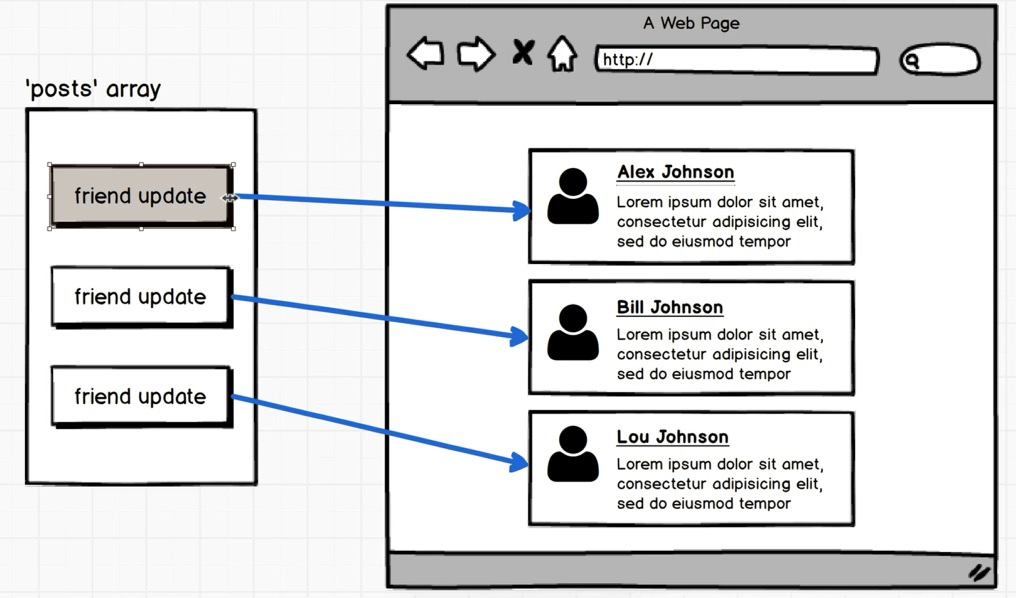 A Web Page
http://
'posts' array
friend update
friend update
friend update
Alex Johnson
Lorem ipsum dolor sit amet,
consectetur adipisicing elit,
sed do eiusmod tempor
Bill Johnson
Lorem ipsum dolor sit amet,
consectetur adipisicing elit,
sed do eiusmod tempor
Lou Johnson
Lorem ipsum dolor sit amet,
consectetur adipisicing elit,
sed do eiusmod tempor